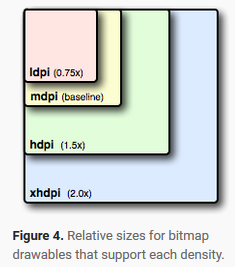 ldpi (0.75x)
mdpi (baseline)
hdpi (1.5x)
xhdpi (2.0x)
Figure 4. Relative sizes for bitmap
drawables that support each density.